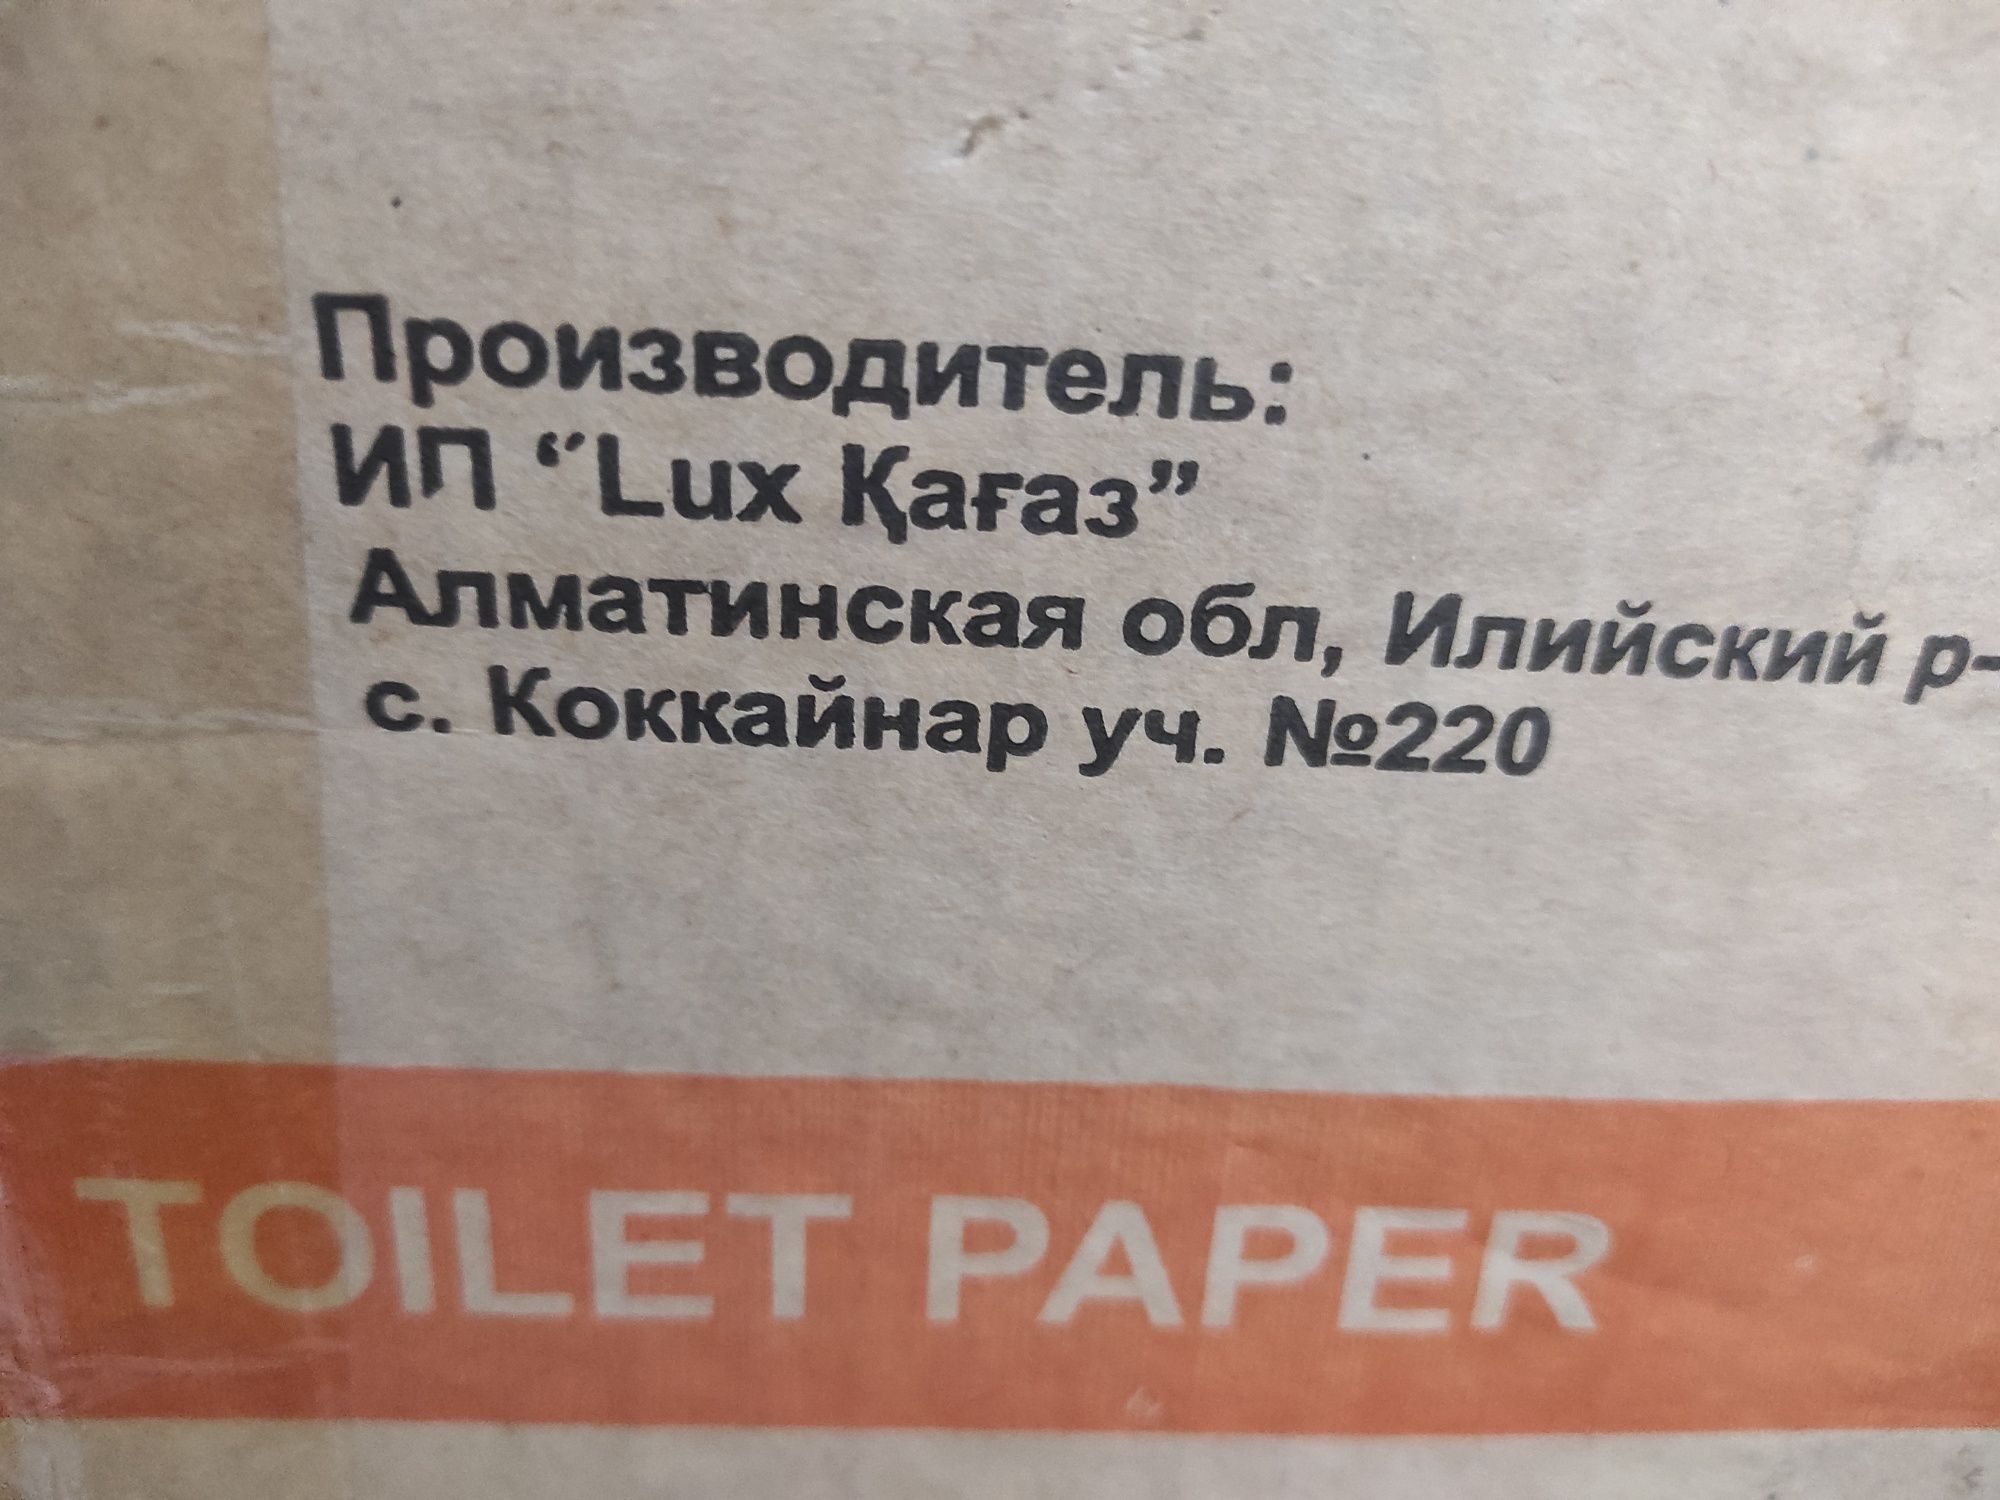 Производитель:
ИП “Lux Қағаз”
Алматинская обл, Илийский р-
с. Коккайнар уч. №220
TOILET PAPER